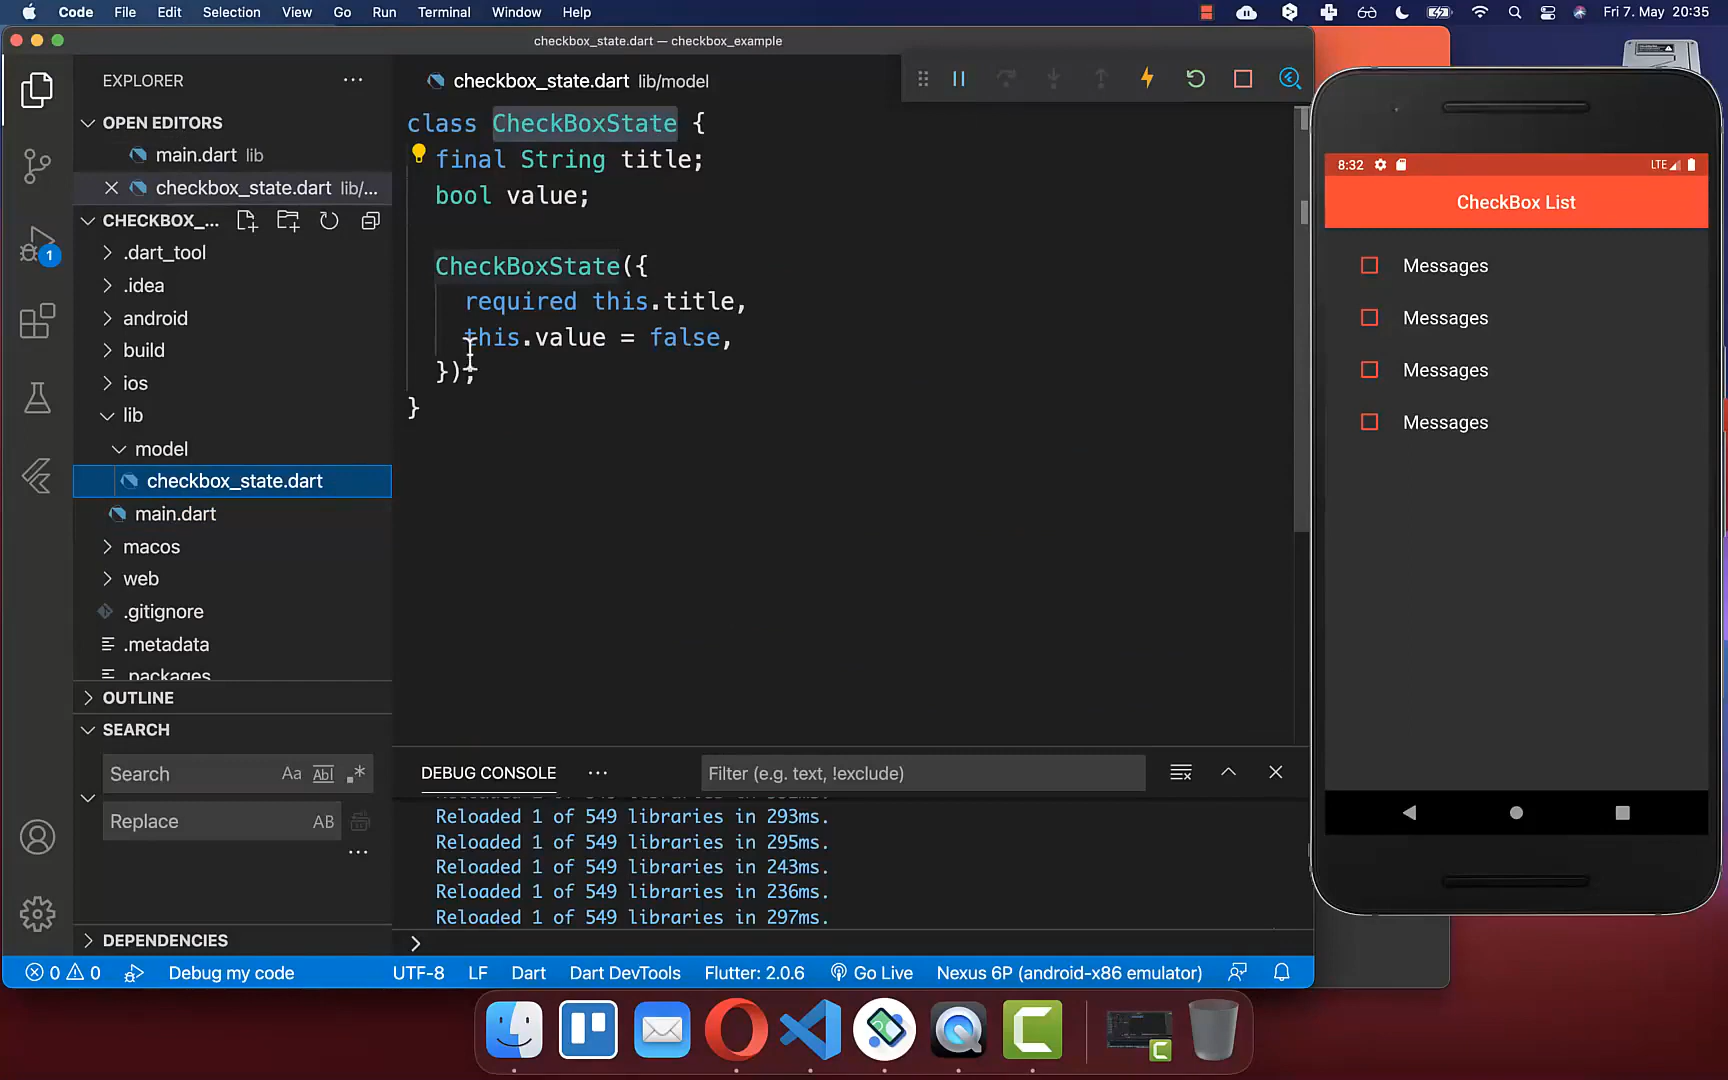 Code File Edit Selection View Go Run Terminal Window Help Fri 7. May 20:35
checkbox_state.dart — checkbox_example
EXPLORER
OPEN EDITORS
main.dart lib
checkbox_state.dart lib/...
CHECKBOX_...
.dart_tool
.idea
android
build
ios
lib
model
checkbox_state.dart
main.dart
macos
web
.gitignore
.metadata
.packages
OUTLINE
SEARCH
Search Aa Abl .*
Replace AB
DEPENDENCIES
1
checkbox_state.dart lib/model
class CheckBoxState {
final String title;
bool value;
CheckBoxState({
required this.title,
this.value = false,
});
}
DEBUG CONSOLE
Filter (e.g. text, !exclude)
Reloaded 1 of 549 libraries in 293ms.
Reloaded 1 of 549 libraries in 295ms.
Reloaded 1 of 549 libraries in 243ms.
Reloaded 1 of 549 libraries in 236ms.
Reloaded 1 of 549 libraries in 297ms.
0 0 Debug my code UTF-8 LF Dart Dart DevTools Flutter: 2.0.6 Go Live Nexus 6P (android-x86 emulator)
8:32 LTE
CheckBox List
Messages
Messages
Messages
Messages